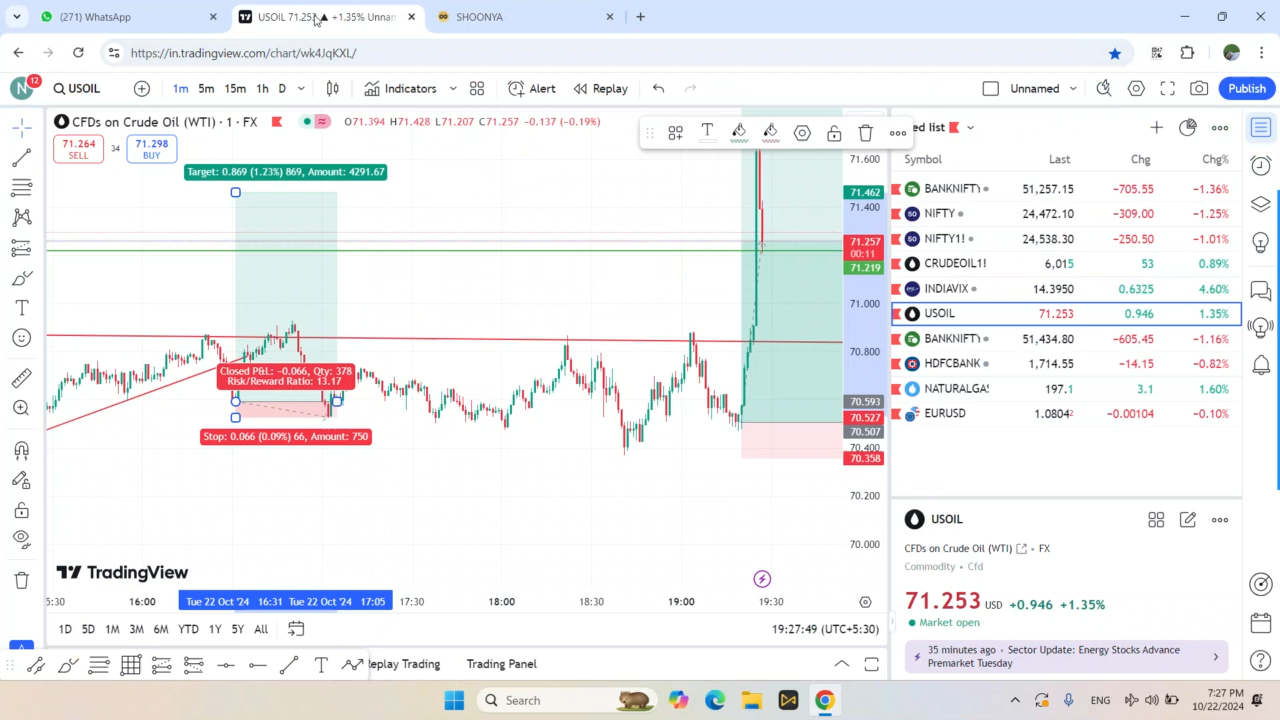 (271) WhatsApp
USOIL 71.253 ▲ +1.35% Unnam
SHOONYA
https://in.tradingview.com/chart/wk4JqKXL/
N
12
USOIL
1m
5m
15m
1h
D
Indicators
Alert
Replay
Unnamed
Publish
CFDs on Crude Oil (WTI) · 1 · FX
O71.394 H71.428 L71.207 C71.257 −0.137 (−0.19%)
71.264
SELL
34
71.298
BUY
Target: 0.869 (1.23%) 869, Amount: 4291.67
Closed P&L: −0.066, Qty: 378
Risk/Reward Ratio: 13.17
Stop: 0.066 (0.09%) 66, Amount: 750
71.600
71.462
71.400
71.257
00:11
71.219
71.000
70.800
70.593
70.527
70.507
70.400
70.358
70.200
70.000
TradingView
5:30
16:00
Tue 22 Oct '24 16:31
Tue 22 Oct '24 17:05
17:30
18:00
18:30
19:00
19:30
1D
5D
1M
3M
6M
YTD
1Y
5Y
All
19:27:49 (UTC+5:30)
eplay Trading
Trading Panel
ed list
Symbol
Last
Chg
Chg%
BANKNIFTY 51,257.15 −705.55 −1.36%
NIFTY 24,472.10 −309.00 −1.25%
NIFTY1! 24,538.30 −250.50 −1.01%
CRUDEOIL1! 6,015 53 0.89%
INDIAVIX 14.3950 0.6325 4.60%
USOIL 71.253 0.946 1.35%
BANKNIFTY 51,434.80 −605.45 −1.16%
HDFCBANK 1,714.55 −14.15 −0.82%
NATURALGAS 197.1 3.1 1.60%
EURUSD 1.0804² −0.00104 −0.10%
USOIL
CFDs on Crude Oil (WTI) • FX
Commodity • Cfd
71.253 USD +0.946 +1.35%
Market open
35 minutes ago • Sector Update: Energy Stocks Advance
Premarket Tuesday
Search
ENG
7:27 PM
10/22/2024